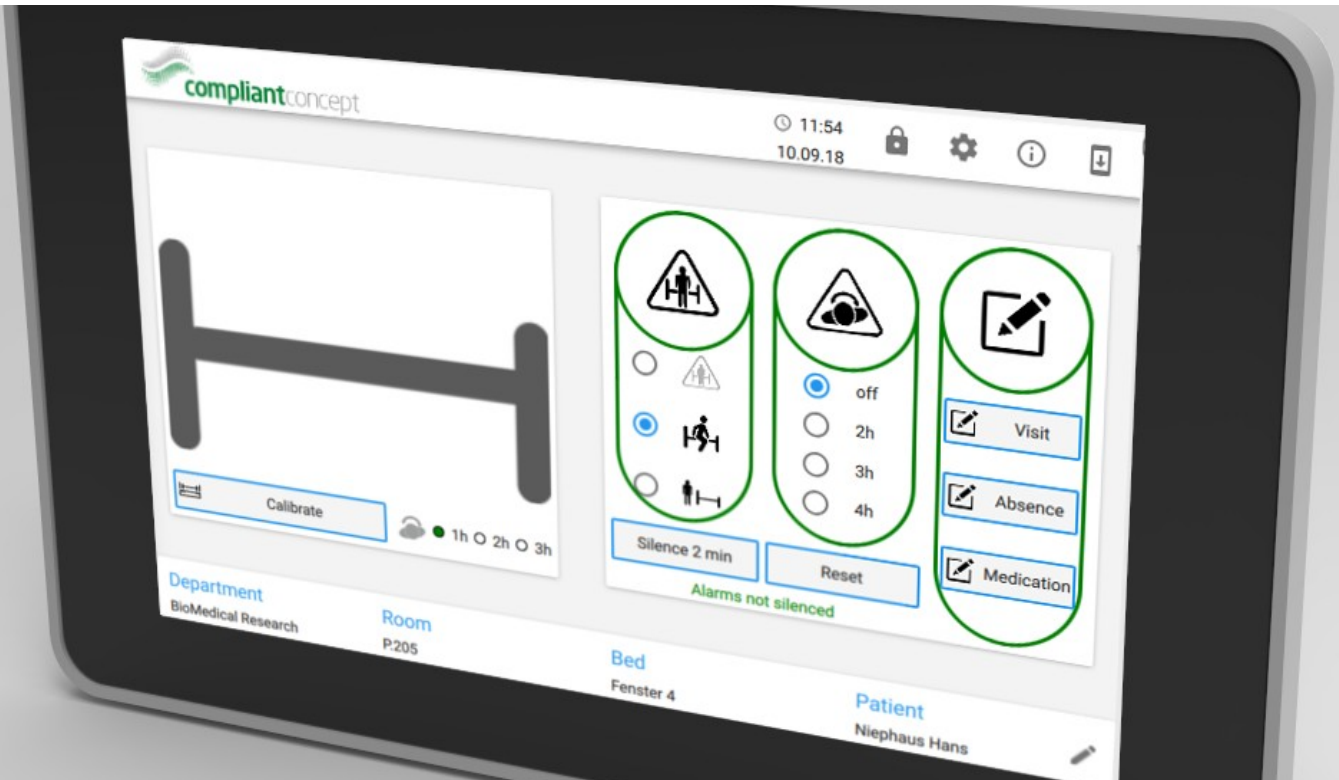 compliantconcept
11:54
10.09.18
Calibrate
1h 2h 3h
off
2h
3h
4h
Silence 2 min
Reset
Alarms not silenced
Visit
Absence
Medication
Department
BioMedical Research
Room
P.205
Bed
Fenster 4
Patient
Niephaus Hans